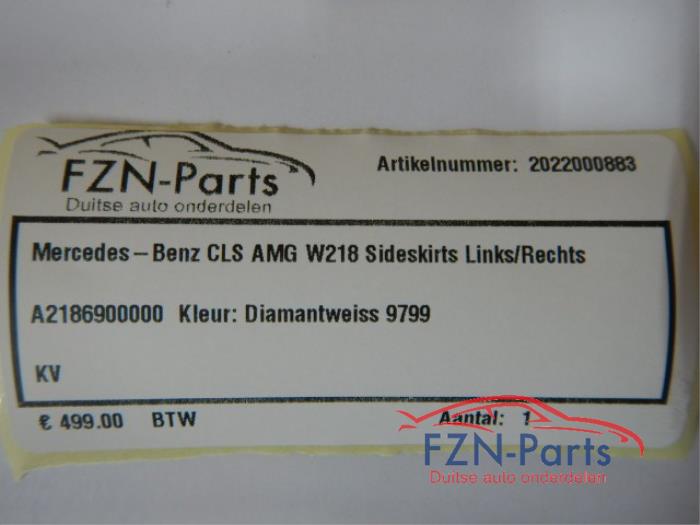 FZN-Parts
Duitse auto onderdelen
Artikelnummer: 2022000883
Mercedes-Benz CLS AMG W218 Sideskirts Links/Rechts
A2186900000 Kleur: Diamantweiss 9799
KV
€ 499.00 BTW
Aantal: 1
FZN-Parts
Duitse auto onderdelen